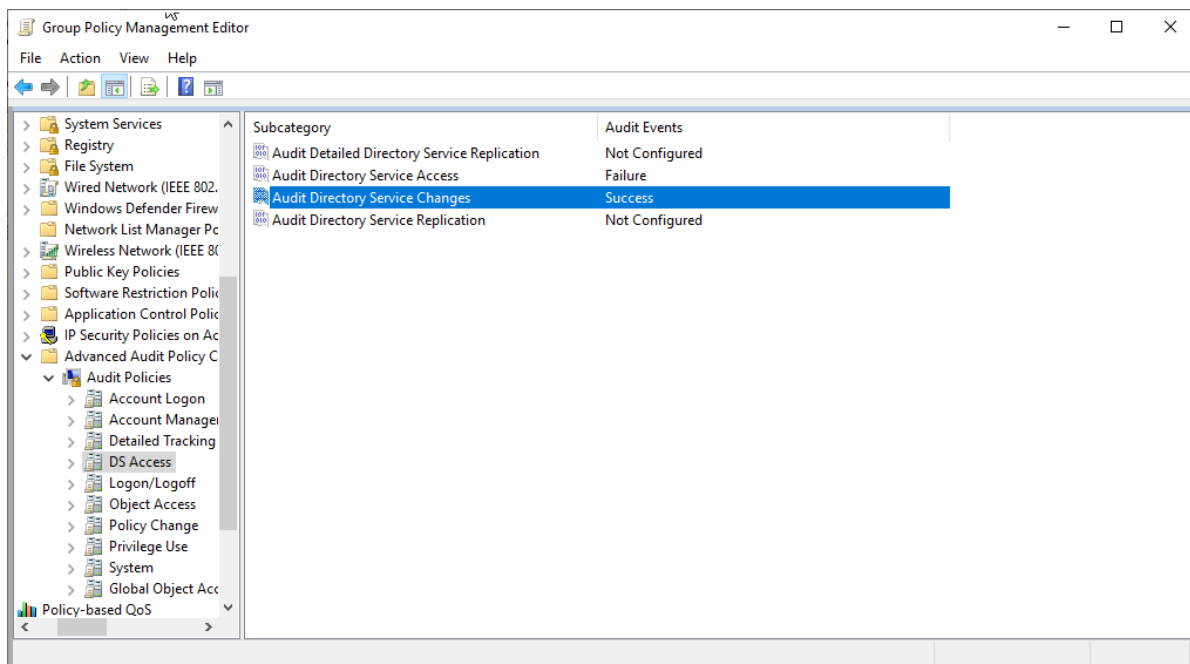 Group Policy Management Editor
File Action View Help
System Services
Registry
File System
Wired Network (IEEE 802.
Windows Defender Firew
Network List Manager Po
Wireless Network (IEEE 80
Public Key Policies
Software Restriction Polic
Application Control Polic
IP Security Policies on Ac
Advanced Audit Policy C
Audit Policies
Account Logon
Account Manager
Detailed Tracking
DS Access
Logon/Logoff
Object Access
Policy Change
Privilege Use
System
Global Object Acc
Policy-based QoS
Subcategory Audit Events
Audit Detailed Directory Service Replication Not Configured
Audit Directory Service Access Failure
Audit Directory Service Changes Success
Audit Directory Service Replication Not Configured